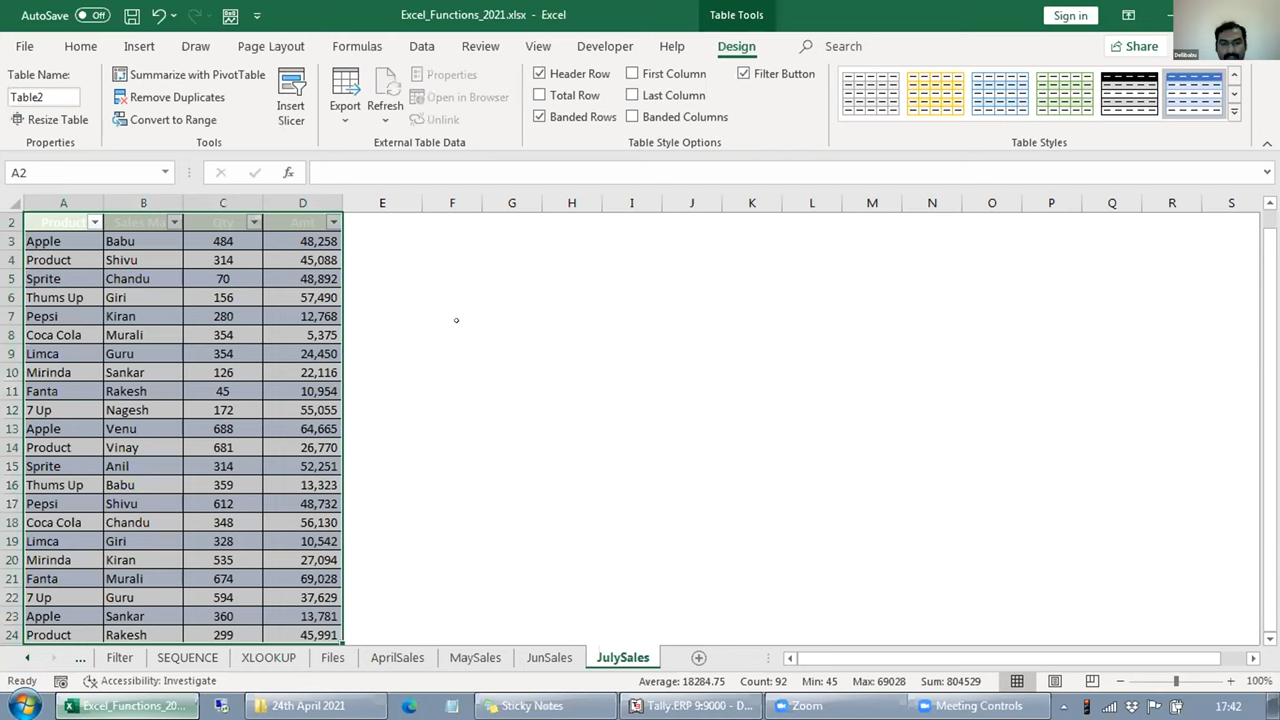 AutoSave Off Excel_Functions_2021.xlsx - Excel Table Tools Sign in
File Home Insert Draw Page Layout Formulas Data Review View Developer Help Design Search Share Dellibabu
Table Name: Summarize with PivotTable Properties Header Row First Column Filter Button
Table2 Remove Duplicates Insert Slicer Export Refresh Open in Browser Total Row Last Column
Resize Table Convert to Range Unlink Banded Rows Banded Columns
Properties Tools External Table Data Table Style Options Table Styles
A2 fx
A B C D E F G H I J K L M N O P Q R S
2 Product Sales Ma Qty Amt
3 Apple Babu 484 48,258
4 Product Shivu 314 45,088
5 Sprite Chandu 70 48,892
6 Thums Up Giri 156 57,490
7 Pepsi Kiran 280 12,768
8 Coca Cola Murali 354 5,375
9 Limca Guru 354 24,450
10 Mirinda Sankar 126 22,116
11 Fanta Rakesh 45 10,954
12 7 Up Nagesh 172 55,055
13 Apple Venu 688 64,665
14 Product Vinay 681 26,770
15 Sprite Anil 314 52,251
16 Thums Up Babu 359 13,323
17 Pepsi Shivu 612 48,732
18 Coca Cola Chandu 348 56,130
19 Limca Giri 328 10,542
20 Mirinda Kiran 535 27,094
21 Fanta Murali 674 69,028
22 7 Up Guru 594 37,629
23 Apple Sankar 360 13,781
24 Product Rakesh 299 45,991
... Filter SEQUENCE XLOOKUP Files AprilSales MaySales JunSales JulySales
Ready Accessibility: Investigate Average: 18284.75 Count: 92 Min: 45 Max: 69028 Sum: 804529 100%
Excel_Functions_20... 24th April 2021 Sticky Notes Tally.ERP 9:9000 - D... Zoom Meeting Controls 17:42